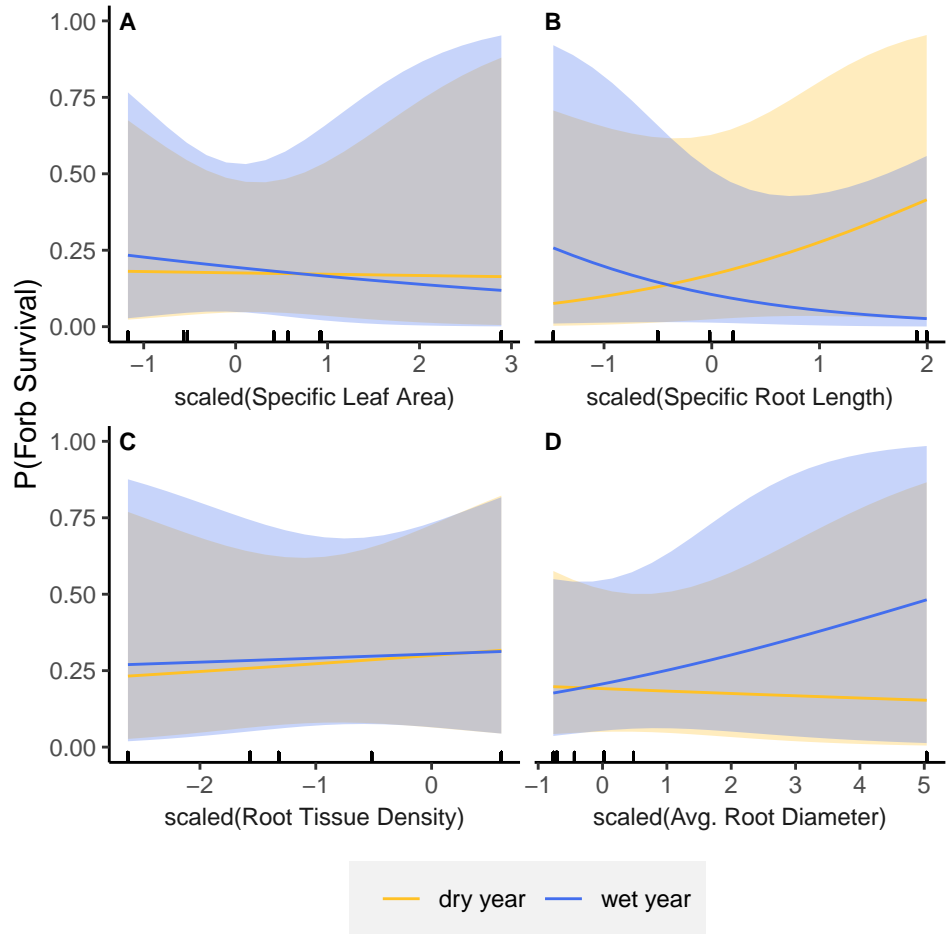 A
B
1.00
0.75
0.50
0.25
0.00
−1 0 1 2 3
−1 0 1 2
scaled(Specific Leaf Area)
scaled(Specific Root Length)
P(Forb Survival)
C
D
1.00
0.75
0.50
0.25
0.00
−2 −1 0
−1 0 1 2 3 4 5
scaled(Root Tissue Density)
scaled(Avg. Root Diameter)
dry year wet year